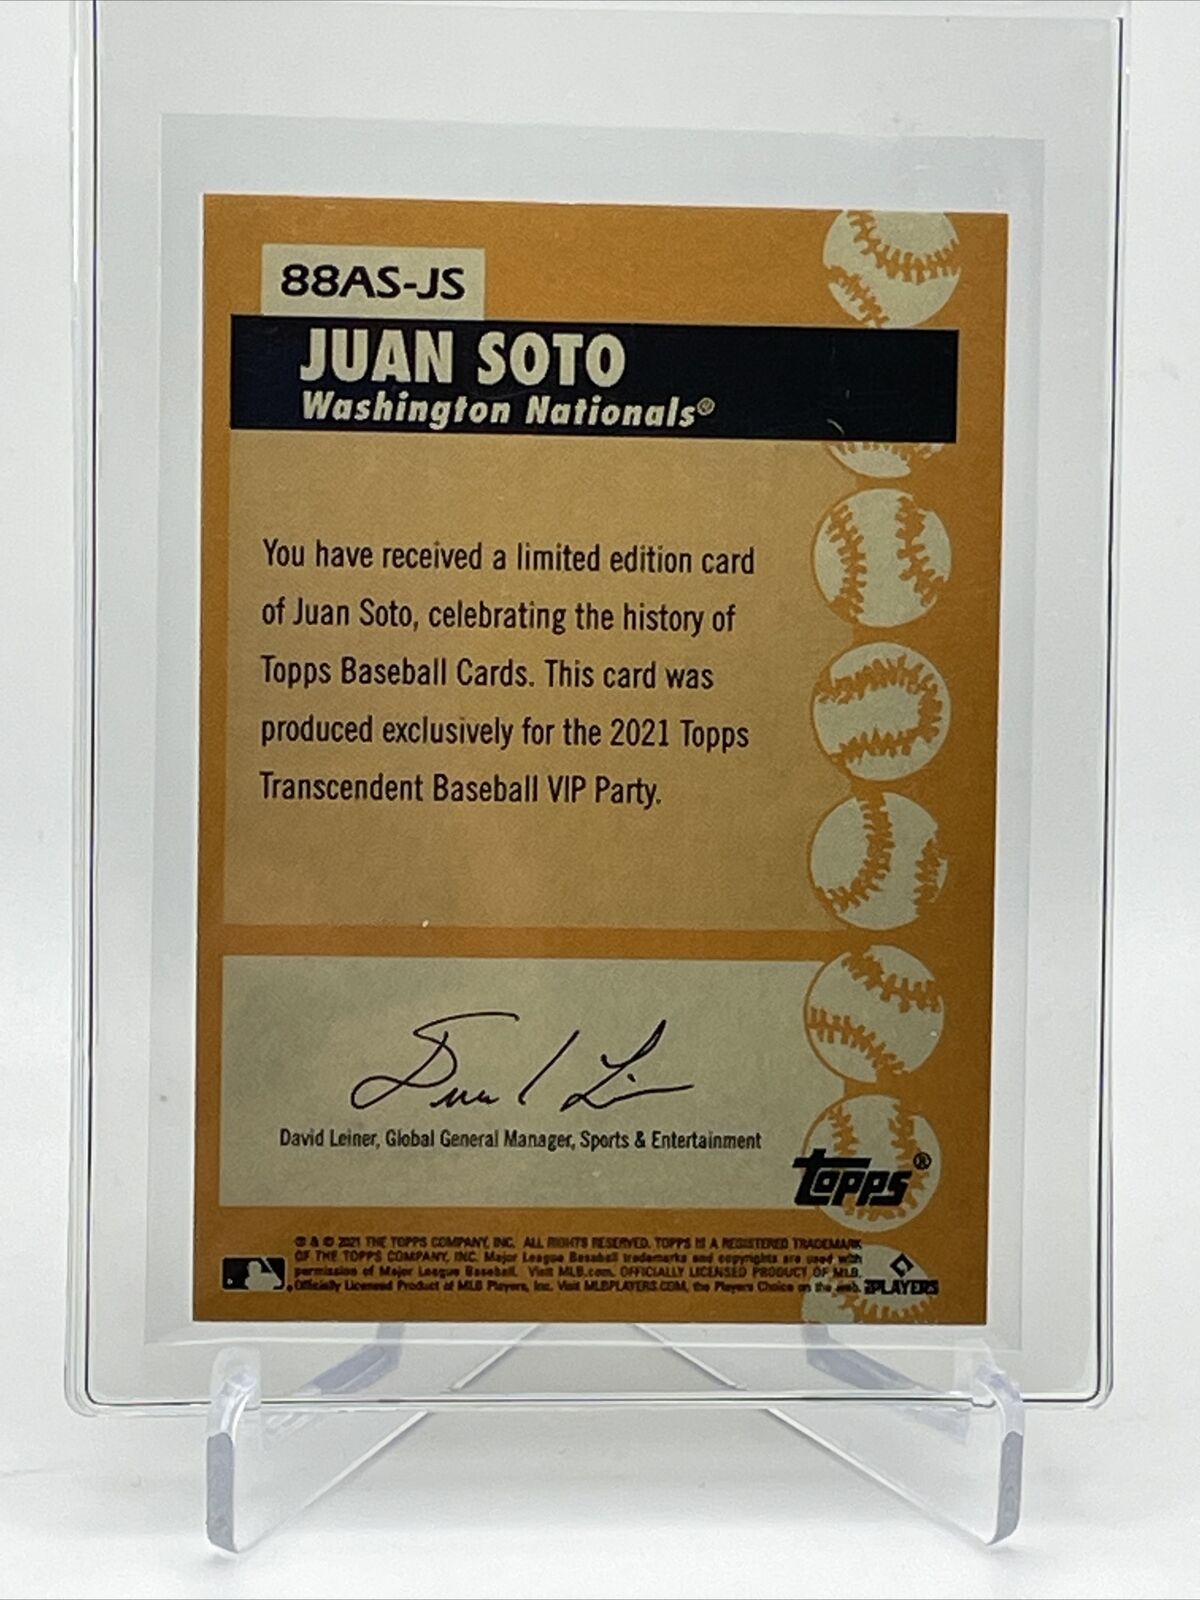 88AS-JS
JUAN SOTO
Washington Nationals®
You have received a limited edition card
of Juan Soto, celebrating the history of
Topps Baseball Cards. This card was
produced exclusively for the 2021 Topps
Transcendent Baseball VIP Party.
David Leiner, Global General Manager, Sports & Entertainment
topps®
® & © 2021 THE TOPPS COMPANY, INC. ALL RIGHTS RESERVED. TOPPS IS A REGISTERED TRADEMARK
OF THE TOPPS COMPANY, INC. Major League Baseball trademarks and copyrights are used with
permission of Major League Baseball. Visit MLB.com. OFFICIALLY LICENSED PRODUCT OF MLB.
Officially Licensed Product of MLB Players, Inc. Visit MLBPLAYERS.COM, the Players Choice on the web.
PLAYERS